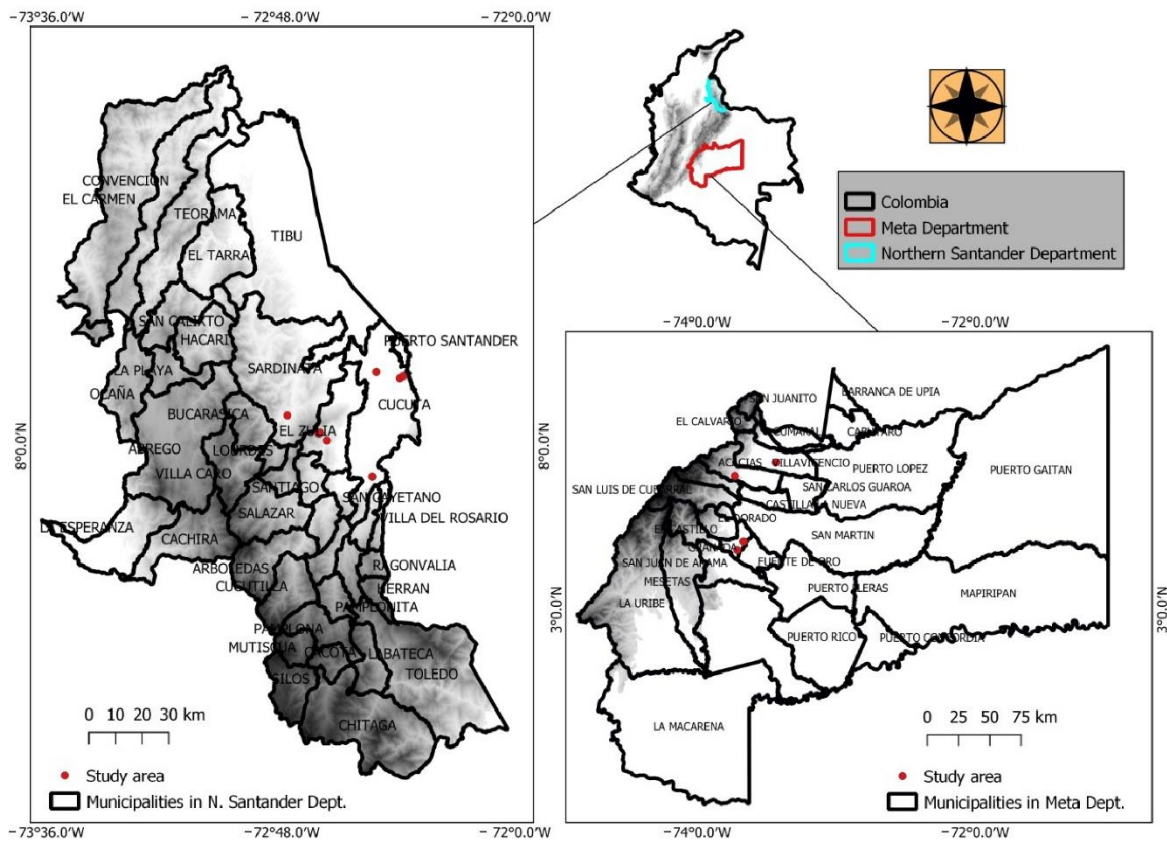 −73°36.0'W
−72°48.0'W
−72°0.0'W
8°0.0'N
8°0.0'N
CONVENCION
EL CARMEN
TEORAMA
TIBU
EL TARRA
SAN CALIXTO
HACARI
PUERTO SANTANDER
LA PLAYA
SARDINATA
OCAÑA
CUCUTA
BUCARASICA
EL ZULIA
ABREGO
LOURDES
VILLA CARO
SANTIAGO
SAN CAYETANO
SALAZAR
VILLA DEL ROSARIO
LA ESPERANZA
CACHIRA
ARBOLEDAS
RAGONVALIA
CUCUTILLA
HERRAN
PAMPLONITA
PAMPLONA
MUTISCUA
CACOTA
LABATECA
TOLEDO
SILOS
CHITAGA
0 10 20 30 km
Study area
Municipalities in N. Santander Dept.
−73°36.0'W
−72°48.0'W
−72°0.0'W
Colombia
Meta Department
Northern Santander Department
−74°0.0'W
−72°0.0'W
3°0.0'N
3°0.0'N
SAN JUANITO
BARRANCA DE UPIA
EL CALVARIO
CUMARAL
CABUYARO
ACACIAS
VILLAVICENCIO
PUERTO LOPEZ
PUERTO GAITAN
SAN LUIS DE CUBARRAL
SAN CARLOS GUAROA
CASTILLA LA NUEVA
EL DORADO
EL CASTILLO
SAN MARTIN
GRANADA
SAN JUAN DE ARAMA
FUENTE DE ORO
MESETAS
PUERTO LLERAS
MAPIRIPAN
LA URIBE
PUERTO RICO
PUERTO CONCORDIA
LA MACARENA
0 25 50 75 km
Study area
Municipalities in Meta Dept.
−74°0.0'W
−72°0.0'W